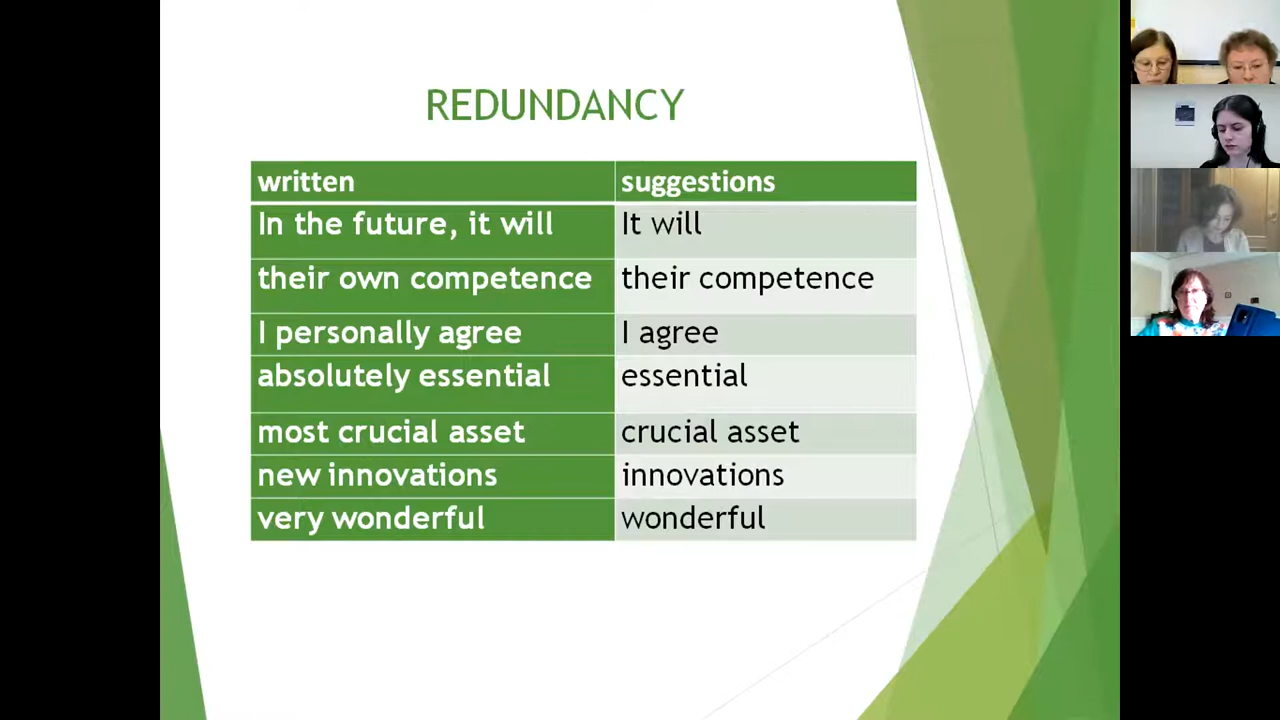 REDUNDANCY
written suggestions
In the future, it will It will
their own competence their competence
I personally agree I agree
absolutely essential essential
most crucial asset crucial asset
new innovations innovations
very wonderful wonderful